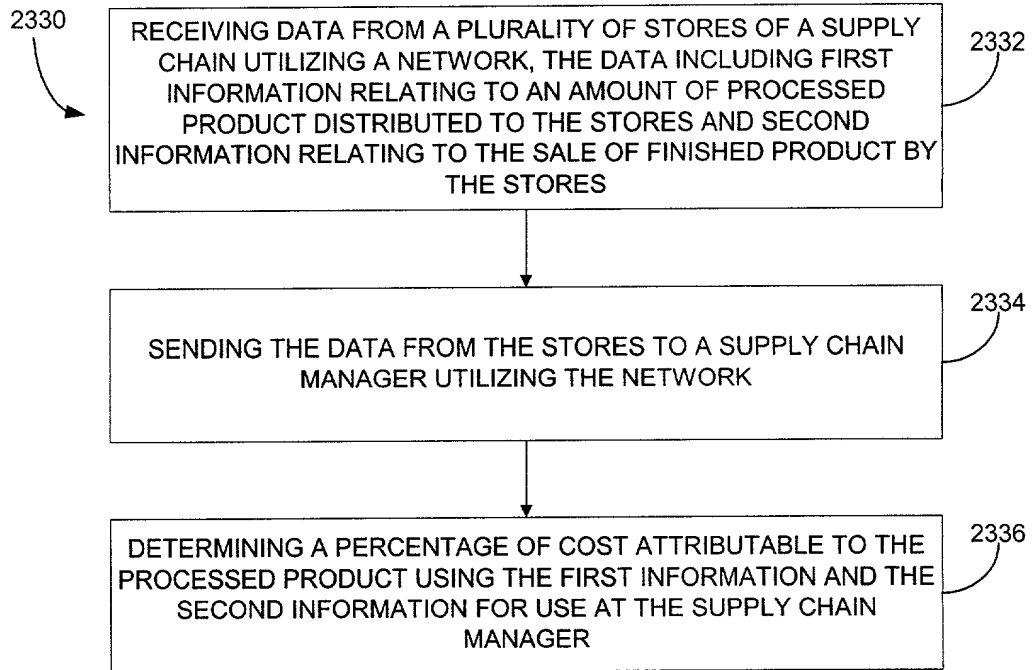 2330
RECEIVING DATA FROM A PLURALITY OF STORES OF A SUPPLY
CHAIN UTILIZING A NETWORK, THE DATA INCLUDING FIRST
INFORMATION RELATING TO AN AMOUNT OF PROCESSED
PRODUCT DISTRIBUTED TO THE STORES AND SECOND
INFORMATION RELATING TO THE SALE OF FINISHED PRODUCT BY
THE STORES
2332
SENDING THE DATA FROM THE STORES TO A SUPPLY CHAIN
MANAGER UTILIZING THE NETWORK
2334
DETERMINING A PERCENTAGE OF COST ATTRIBUTABLE TO THE
PROCESSED PRODUCT USING THE FIRST INFORMATION AND THE
SECOND INFORMATION FOR USE AT THE SUPPLY CHAIN
MANAGER
2336